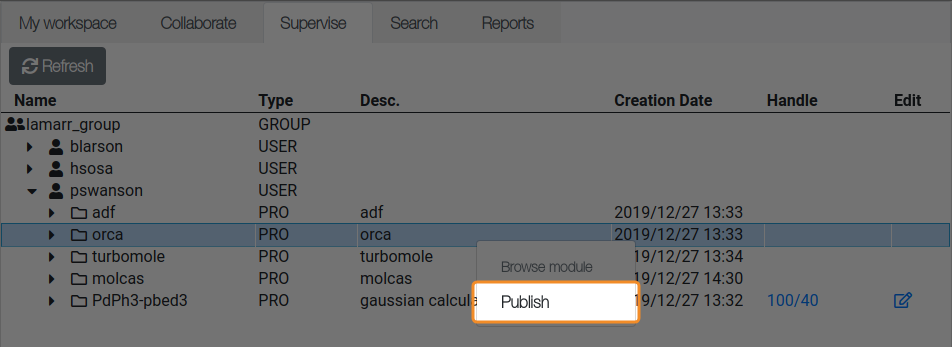 My workspace Collaborate Supervise Search Reports
Refresh
Name Type Desc. Creation Date Handle Edit
lamarr_group GROUP
blarson USER
hsosa USER
pswanson USER
adf PRO adf 2019/12/27 13:33
orca PRO orca 2019/12/27 13:33
turbomole PRO turbomole 19/12/27 13:34
Browse module
molcas PRO molcas 19/12/27 14:30
PdPh3-pbed3 PRO gaussian calcula 19/12/27 13:32 100/40
Publish